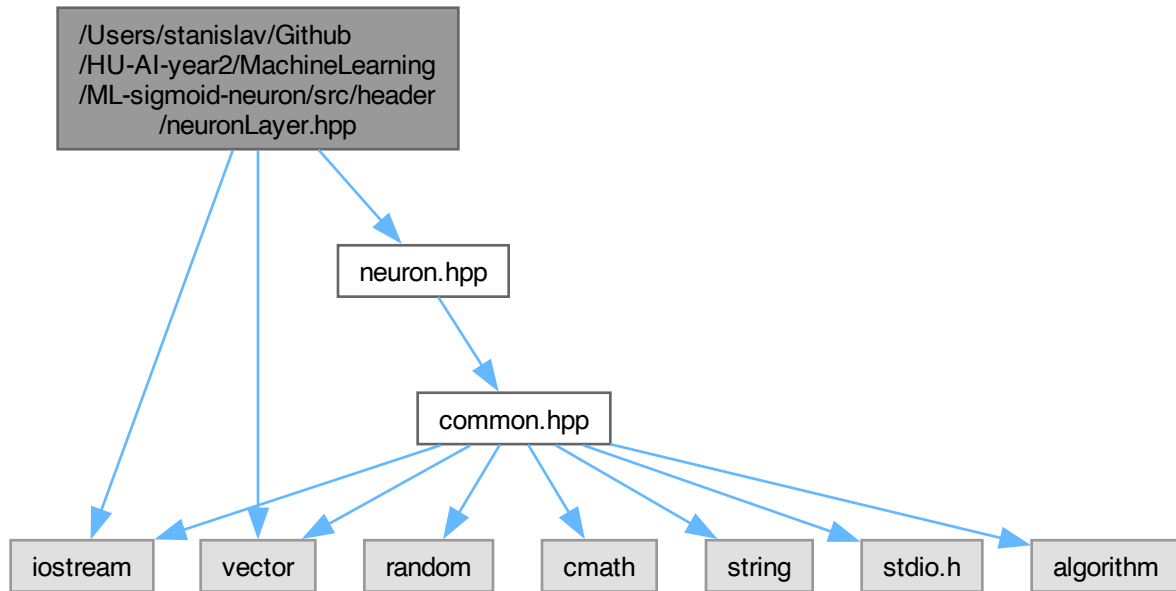 /Users/stanislav/Github
/HU-AI-year2/MachineLearning
/ML-sigmoid-neuron/src/header
/neuronLayer.hpp
neuron.hpp
common.hpp
iostream
vector
random
cmath
string
stdio.h
algorithm